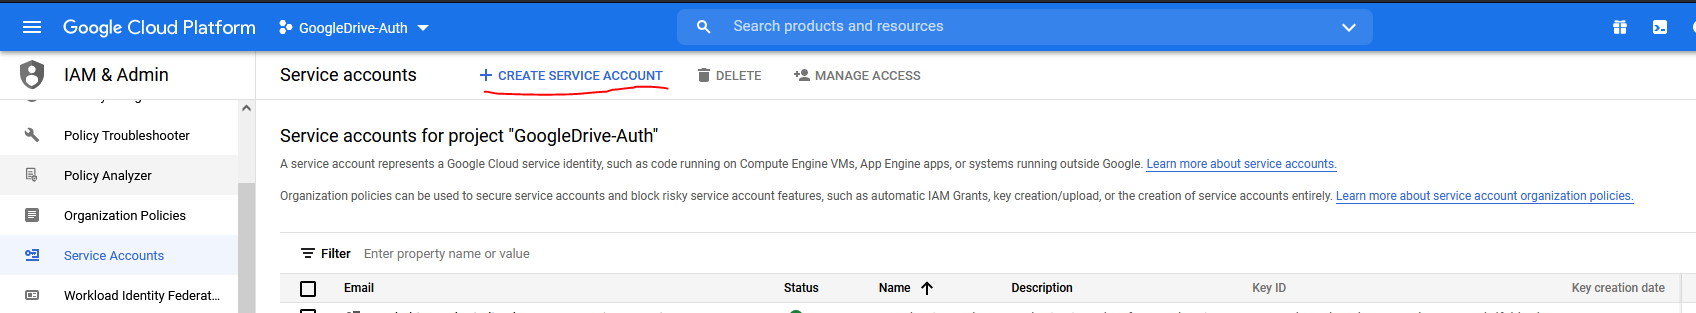 Google Cloud Platform
GoogleDrive-Auth
Search products and resources
IAM & Admin
Service accounts
CREATE SERVICE ACCOUNT
DELETE
MANAGE ACCESS
Policy Troubleshooter
Policy Analyzer
Organization Policies
Service Accounts
Workload Identity Federat...
Service accounts for project "GoogleDrive-Auth"
A service account represents a Google Cloud service identity, such as code running on Compute Engine VMs, App Engine apps, or systems running outside Google. Learn more about service accounts.
Organization policies can be used to secure service accounts and block risky service account features, such as automatic IAM Grants, key creation/upload, or the creation of service accounts entirely. Learn more about service account organization policies.
Filter Enter property name or value
Email Status Name Description Key ID Key creation date